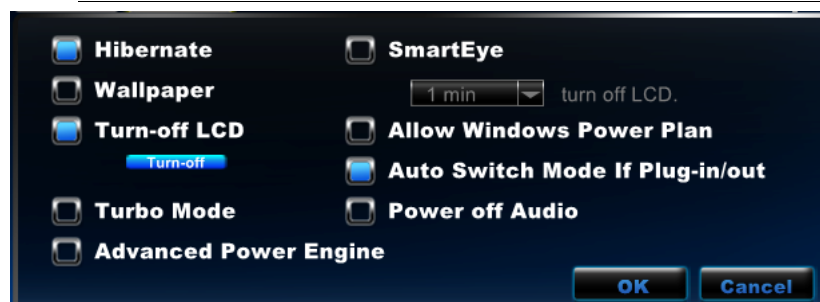 Hibernate
SmartEye
Wallpaper
1 min turn off LCD.
Turn-off LCD
Allow Windows Power Plan
Turn-off
Auto Switch Mode If Plug-in/out
Turbo Mode
Power off Audio
Advanced Power Engine
OK
Cancel